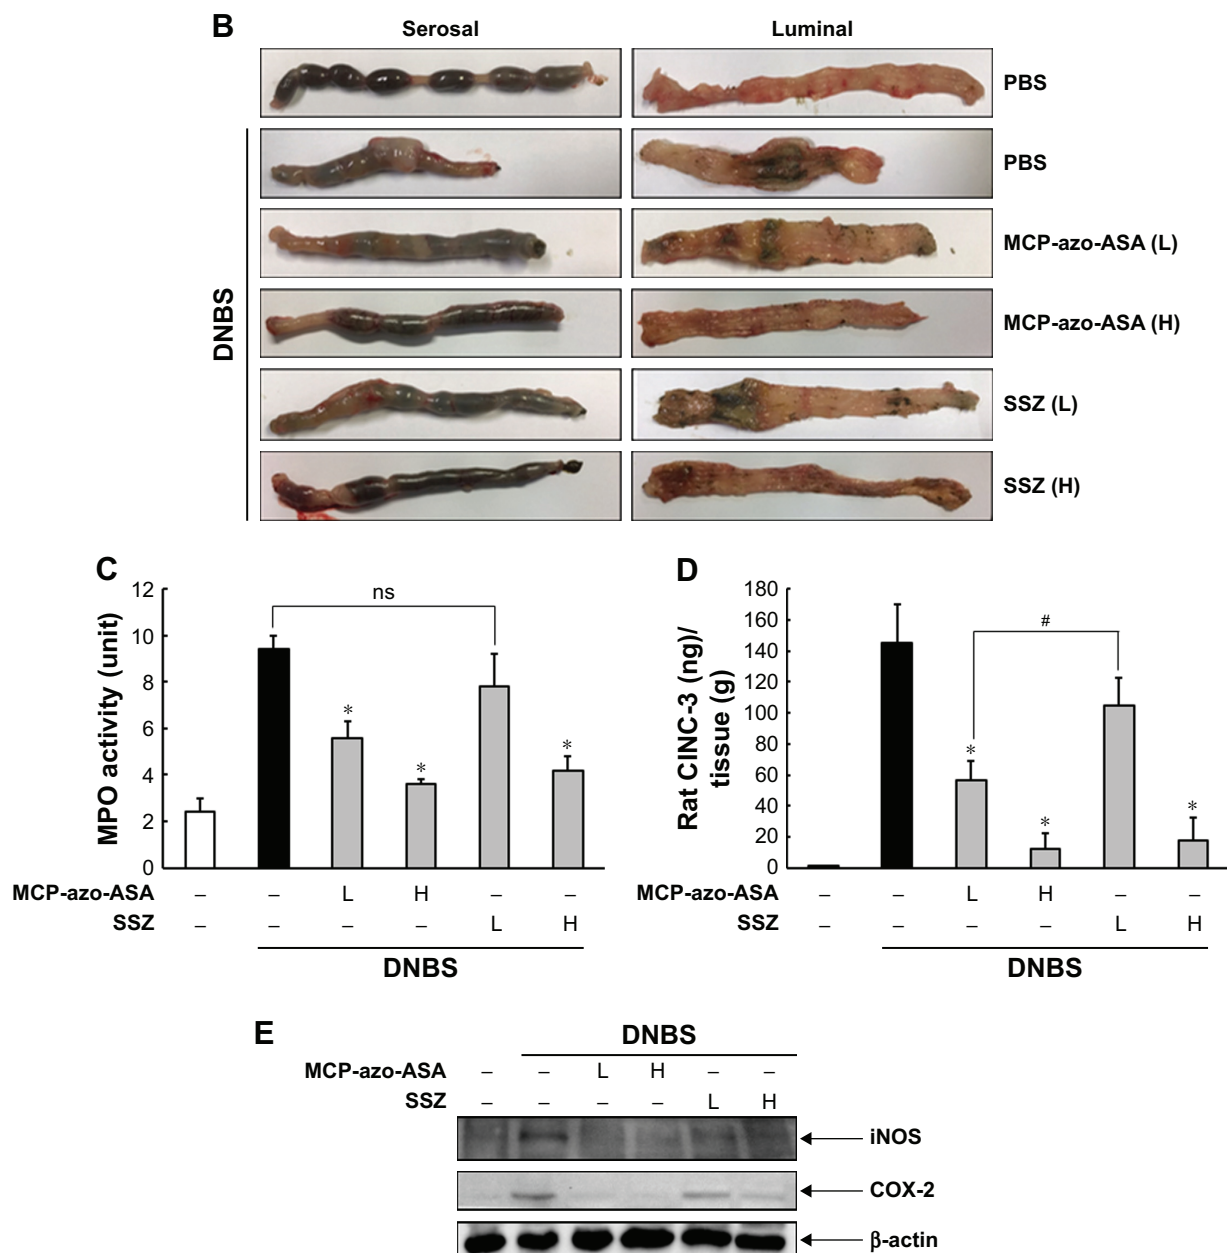 B
Serosal Luminal
PBS
PBS
MCP-azo-ASA (L)
MCP-azo-ASA (H)
SSZ (L)
SSZ (H)
DNBS
C
MPO activity (unit)
12
10
8
6
4
2
0
ns
*
*
*
MCP-azo-ASA – – L H – –
SSZ – – – – L H
DNBS
D
Rat CINC-3 (ng)/
tissue (g)
180
160
140
120
100
80
60
40
20
0
#
*
*
*
MCP-azo-ASA – – L H – –
SSZ – – – – L H
DNBS
E
DNBS
MCP-azo-ASA – – L H – –
SSZ – – – – L H
iNOS
COX-2
β-actin